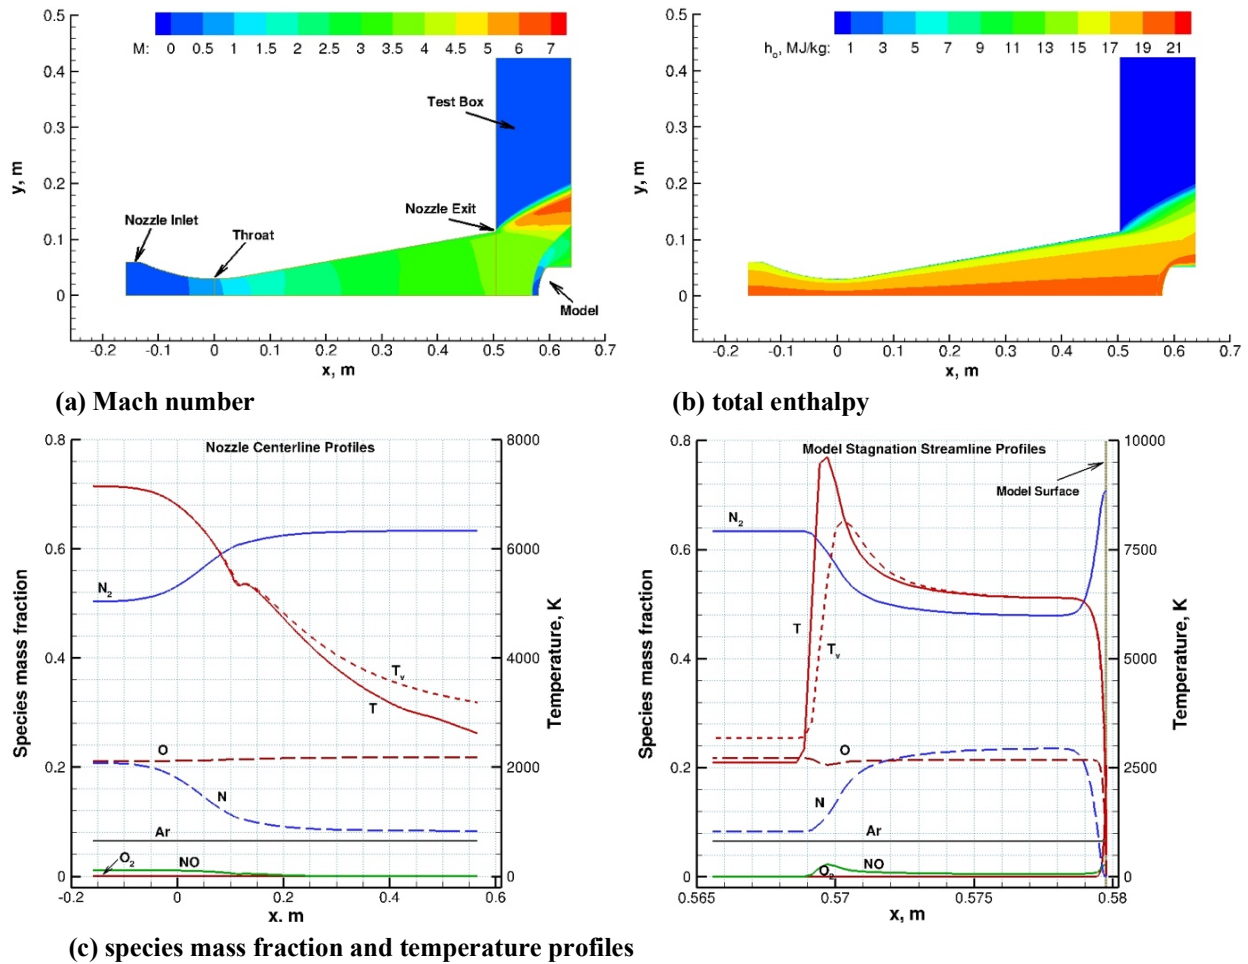 0.5
0.4
0.3
0.2
0.1
0
y, m
M: 0 0.5 1 1.5 2 2.5 3 3.5 4 4.5 5 6 7
Test Box
Nozzle Exit
Nozzle Inlet
Throat
Model
-0.2 -0.1 0 0.1 0.2 0.3 0.4 0.5 0.6 0.7
x, m
(a) Mach number
0.5
0.4
0.3
0.2
0.1
0
y, m
hₒ, MJ/kg: 1 3 5 7 9 11 13 15 17 19 21
-0.2 -0.1 0 0.1 0.2 0.3 0.4 0.5 0.6 0.7
x, m
(b) total enthalpy
Nozzle Centerline Profiles
0.8
0.6
0.4
0.2
0
Species mass fraction
8000
6000
4000
2000
0
Temperature, K
N₂
Tᵥ
T
O
N
Ar
O₂
NO
-0.2 0 0.2 0.4 0.6
x. m
Model Stagnation Streamline Profiles
Model Surface
0.8
0.6
0.4
0.2
0
Species mass fraction
10000
7500
5000
2500
0
Temperature, K
N₂
T
Tᵥ
O
N
Ar
O₂
NO
0.565 0.57 0.575 0.58
x, m
(c) species mass fraction and temperature profiles